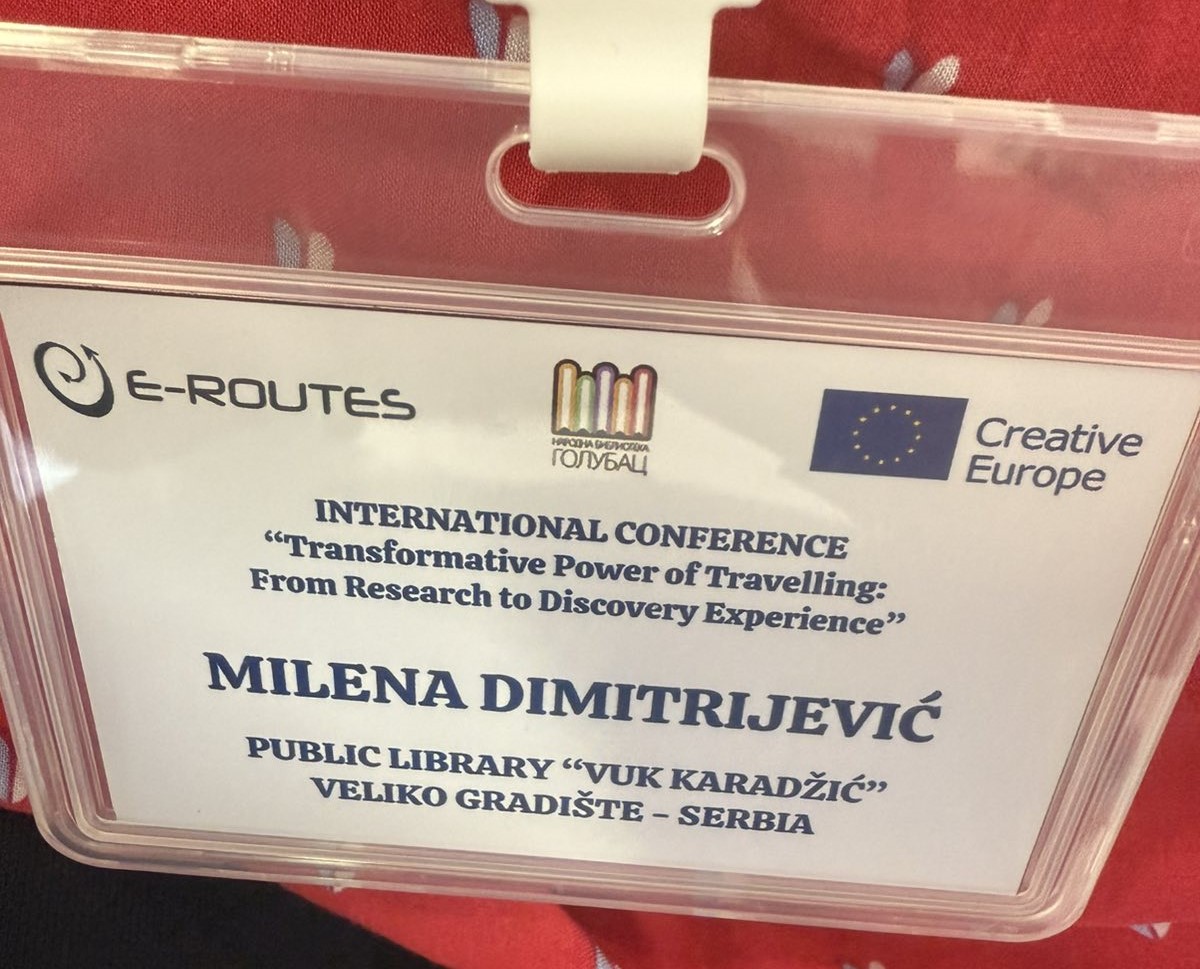 E-ROUTES
НАРОДНА БИБЛИОТЕКА
ГОЛУБАЦ
Creative
Europe
INTERNATIONAL CONFERENCE
“Transformative Power of Travelling:
From Research to Discovery Experience”
MILENA DIMITRIJEVIĆ
PUBLIC LIBRARY “VUK KARADŽIĆ”
VELIKO GRADIŠTE – SERBIA